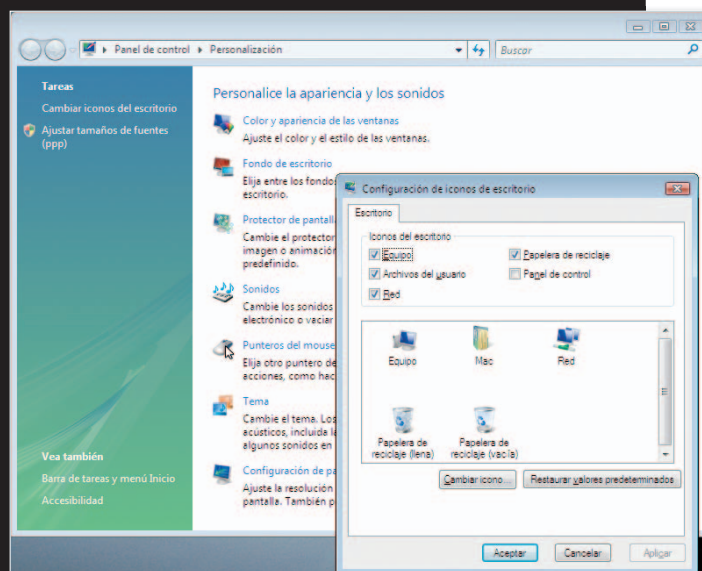 Panel de control
Personalización
Buscar
Tareas
Cambiar iconos del escritorio
Ajustar tamaños de fuentes
(ppp)
Vea también
Barra de tareas y menú Inicio
Accesibilidad
Personalice la apariencia y los sonidos
Color y apariencia de las ventanas
Ajuste el color y el estilo de las ventanas.
Fondo de escritorio
Elija entre los fondos
escritorio.
Protector de pantall
Cambie el protector
imagen o animación
predefinido.
Sonidos
Cambie los sonidos
electrónico o vaciar
Punteros del mouse
Elija otro puntero de
acciones, como hac
Tema
Cambie el tema. Los
acústicos, incluida la
algunos sonidos en
Configuración de pa
Ajuste la resolución
pantalla. También p
Configuración de iconos de escritorio
Escritorio
Iconos del escritorio
Equipo
Papelera de reciclaje
Archivos del usuario
Panel de control
Red
Equipo
Mac
Red
Papelera de
reciclaje (llena)
Papelera de
reciclaje (vacía)
Cambiar icono...
Restaurar valores predeterminados
Aceptar
Cancelar
Aplicar